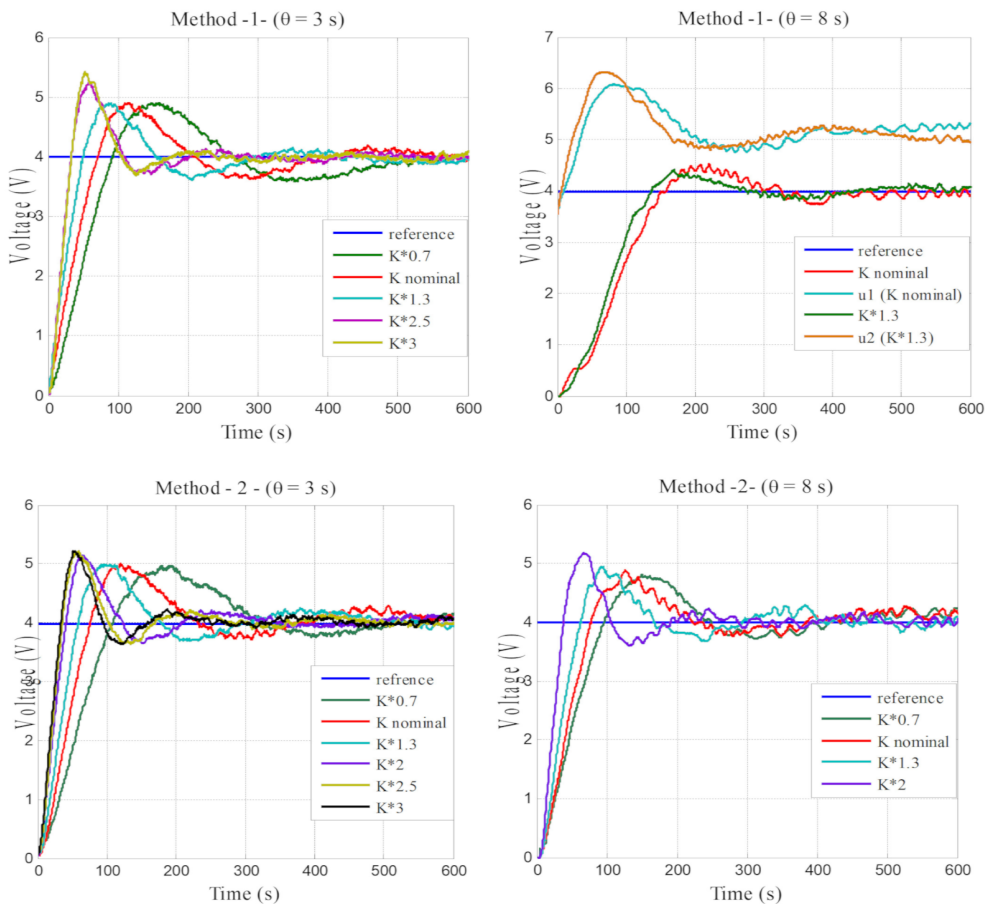 Method -1- (θ = 3 s)
6
5
4
3
2
1
0
Voltage (V)
reference
K*0.7
K nominal
K*1.3
K*2.5
K*3
0 100 200 300 400 500 600
Time (s)
Method -1- (θ = 8 s)
7
6
5
4
3
2
1
0
Voltage (V)
reference
K nominal
u1 (K nominal)
K*1.3
u2 (K*1.3)
0 100 200 300 400 500 600
Time (s)
Method - 2 - (θ = 3 s)
6
5
4
3
2
1
0
Voltage (V)
refrence
K*0.7
K nominal
K*1.3
K*2
K*2.5
K*3
0 100 200 300 400 500 600
Time (s)
Method -2- (θ = 8 s)
6
5
4
3
2
1
0
Voltage (V)
reference
K*0.7
K nominal
K*1.3
K*2
0 100 200 300 400 500 600
Time (s)